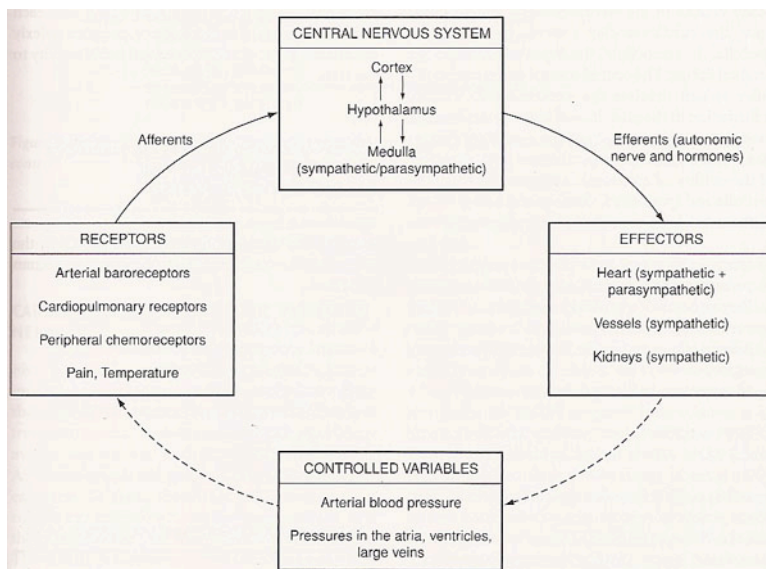 CENTRAL NERVOUS SYSTEM
Cortex
Hypothalamus
Medulla
(sympathetic/parasympathetic)
Afferents
Efferents (autonomic
nerve and hormones)
RECEPTORS
Arterial baroreceptors
Cardiopulmonary receptors
Peripheral chemoreceptors
Pain, Temperature
EFFECTORS
Heart (sympathetic +
parasympathetic)
Vessels (sympathetic)
Kidneys (sympathetic)
CONTROLLED VARIABLES
Arterial blood pressure
Pressures in the atria, ventricles,
large veins